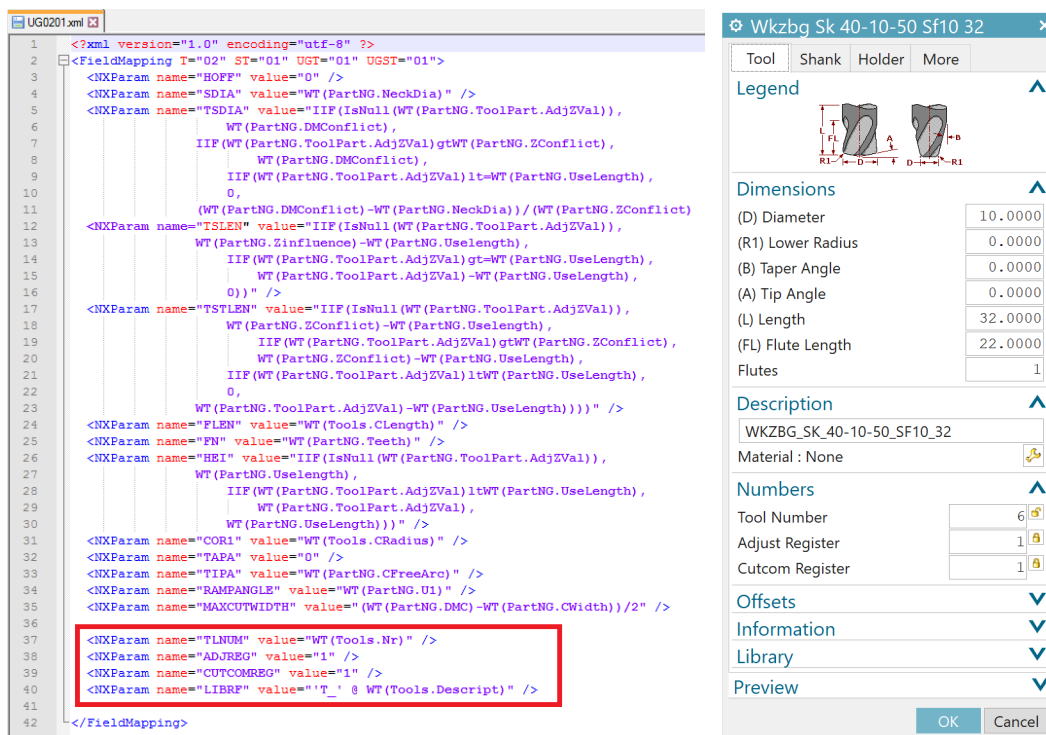 UG0201.xml
1 <?xml version="1.0" encoding="utf-8" ?>
2 <FieldMapping T="02" ST="01" UGT="01" UGST="01">
3 <NXParam name="HOFF" value="0" />
4 <NXParam name="SDIA" value="WT(PartNG.NeckDia)" />
5 <NXParam name="TSDIA" value="IIF(IsNull(WT(PartNG.ToolPart.AdjZVal)),
6 WT(PartNG.DMConflict),
7 IIF(WT(PartNG.ToolPart.AdjZVal)gtWT(PartNG.ZConflict),
8 WT(PartNG.DMConflict),
9 IIF(WT(PartNG.ToolPart.AdjZVal)lt=WT(PartNG.UseLength),
10 0,
11 (WT(PartNG.DMConflict)-WT(PartNG.NeckDia))/(WT(PartNG.ZConflict)
12 <NXParam name="TSLEN" value="IIF(IsNull(WT(PartNG.ToolPart.AdjZVal)),
13 WT(PartNG.Zinfluence)-WT(PartNG.Uselength),
14 IIF(WT(PartNG.ToolPart.AdjZVal)gt=WT(PartNG.UseLength),
15 WT(PartNG.ToolPart.AdjZVal)-WT(PartNG.UseLength),
16 0))" />
17 <NXParam name="TSTLEN" value="IIF(IsNull(WT(PartNG.ToolPart.AdjZVal)),
18 WT(PartNG.ZConflict)-WT(PartNG.Uselength),
19 IIF(WT(PartNG.ToolPart.AdjZVal)gtWT(PartNG.ZConflict),
20 WT(PartNG.ZConflict)-WT(PartNG.UseLength),
21 IIF(WT(PartNG.ToolPart.AdjZVal)ltWT(PartNG.UseLength),
22 0,
23 WT(PartNG.ToolPart.AdjZVal)-WT(PartNG.UseLength))))" />
24 <NXParam name="FLEN" value="WT(Tools.CLength)" />
25 <NXParam name="FN" value="WT(PartNG.Teeth)" />
26 <NXParam name="HEI" value="IIF(IsNull(WT(PartNG.ToolPart.AdjZVal)),
27 WT(PartNG.Uselength),
28 IIF(WT(PartNG.ToolPart.AdjZVal)ltWT(PartNG.UseLength),
29 WT(PartNG.ToolPart.AdjZVal),
30 WT(PartNG.UseLength)))" />
31 <NXParam name="COR1" value="WT(Tools.CRadius)" />
32 <NXParam name="TAPA" value="0" />
33 <NXParam name="TIPA" value="WT(PartNG.CFreeArc)" />
34 <NXParam name="RAMPANGLE" value="WT(PartNG.U1)" />
35 <NXParam name="MAXCUTWIDTH" value="(WT(PartNG.DMC)-WT(PartNG.CWidth))/2" />
36
37 <NXParam name="TLNUM" value="WT(Tools.Nr)" />
38 <NXParam name="ADJREG" value="1" />
39 <NXParam name="CUTCOMREG" value="1" />
40 <NXParam name="LIBRF" value="'T_' @ WT(Tools.Descript)" />
41
42 </FieldMapping>
Wkzbg Sk 40-10-50 Sf10 32
Tool Shank Holder More
Legend
L FL R1 D A D B R1
Dimensions
(D) Diameter 10.0000
(R1) Lower Radius 0.0000
(B) Taper Angle 0.0000
(A) Tip Angle 0.0000
(L) Length 32.0000
(FL) Flute Length 22.0000
Flutes 1
Description
WKZBG_SK_40-10-50_SF10_32
Material : None
Numbers
Tool Number 6
Adjust Register 1
Cutcom Register 1
Offsets
Information
Library
Preview
OK Cancel